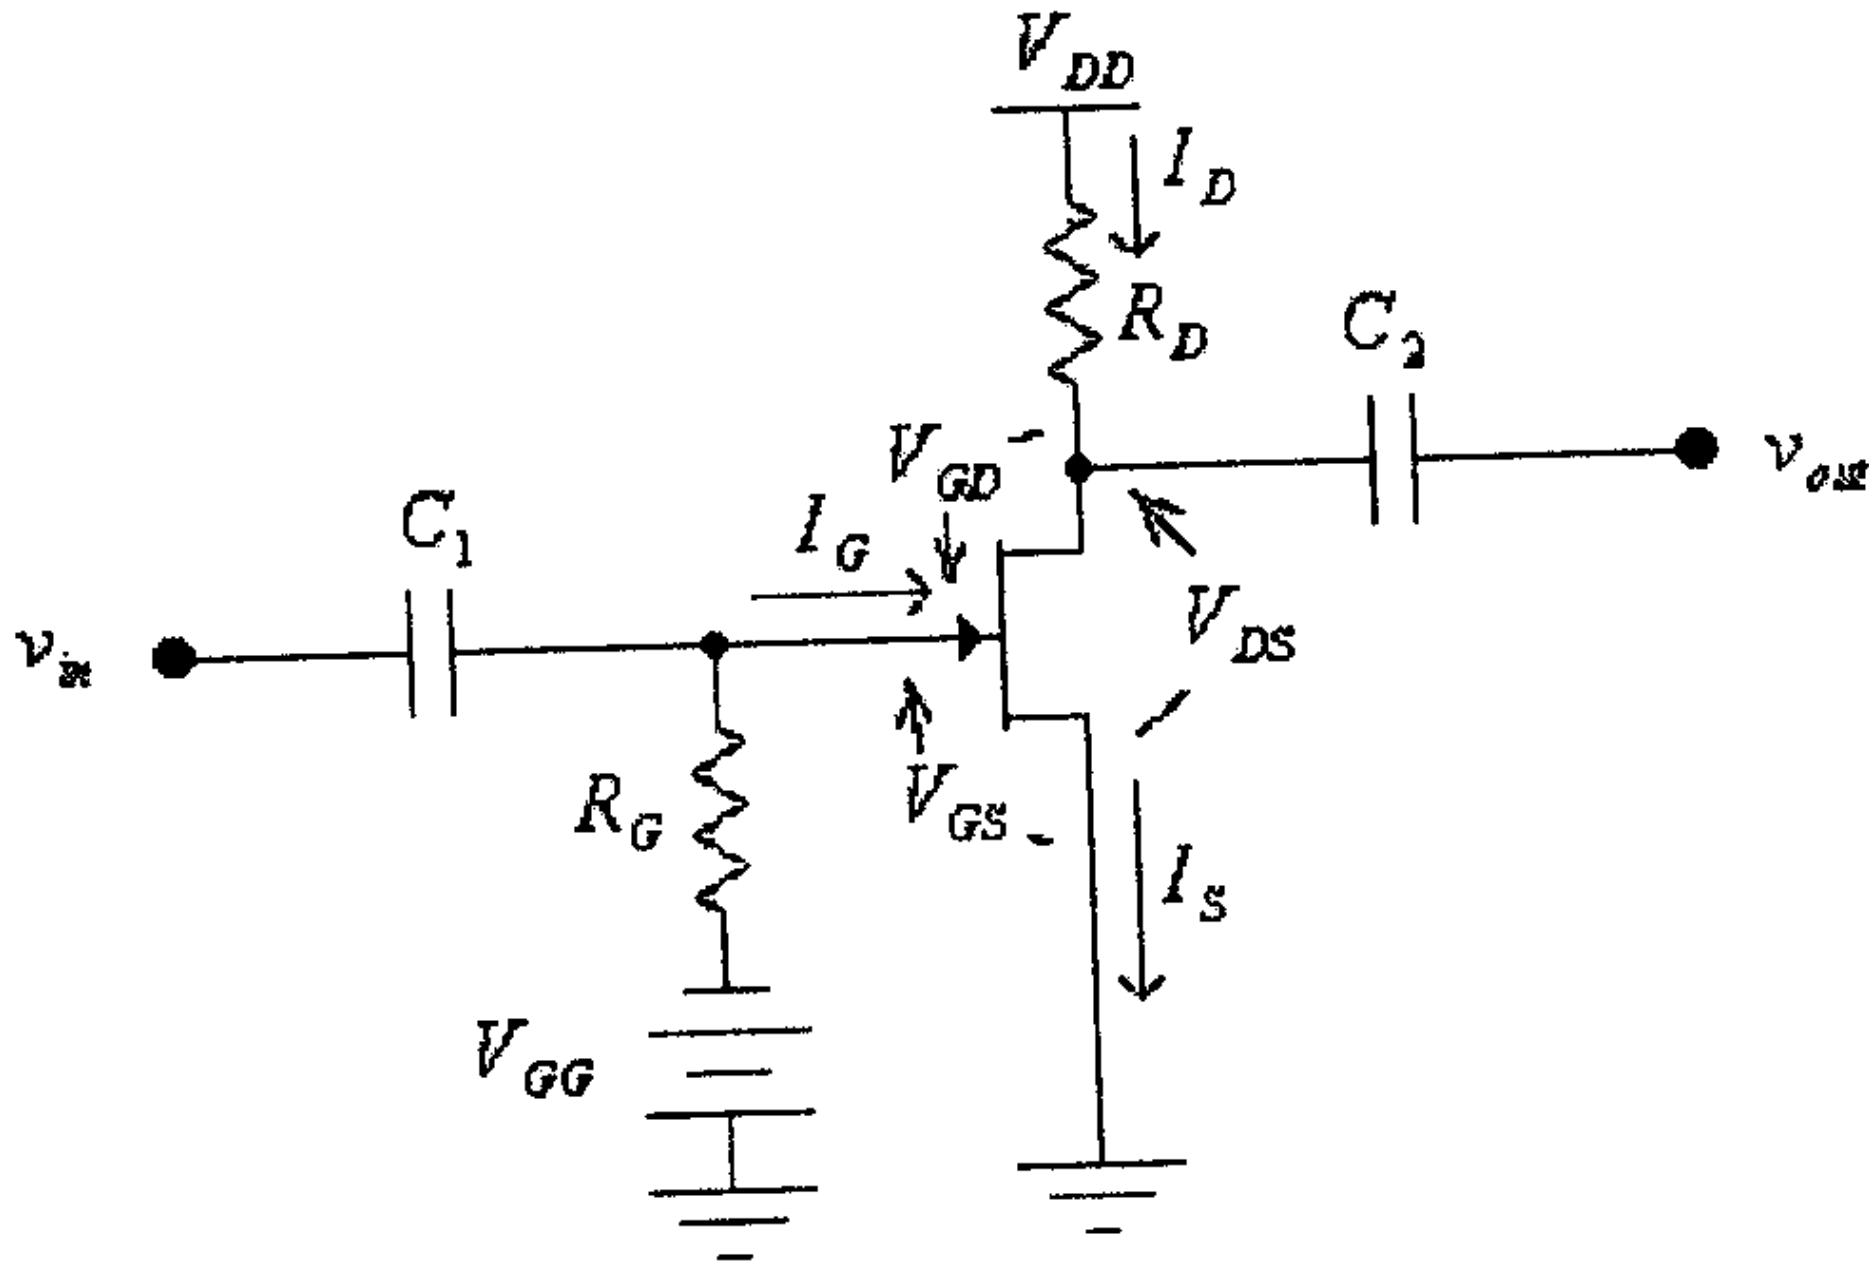 V_DD
I_D
R_D
C_2
V_GD
v_out
C_1
I_G
V_DS
v_in
R_G
V_GS
I_S
V_GG